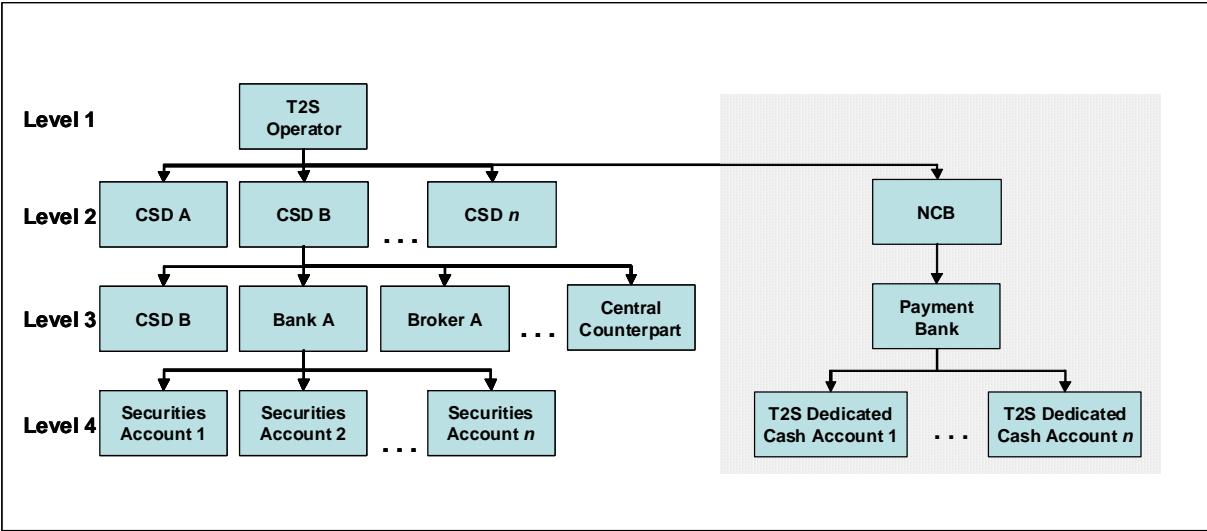 Level 1
T2S
Operator
Level 2
CSD A
CSD B
. . .
CSD n
NCB
Level 3
CSD B
Bank A
Broker A
. . .
Central
Counterpart
Payment
Bank
Level 4
Securities
Account 1
Securities
Account 2
. . .
Securities
Account n
T2S Dedicated
Cash Account 1
. . .
T2S Dedicated
Cash Account n